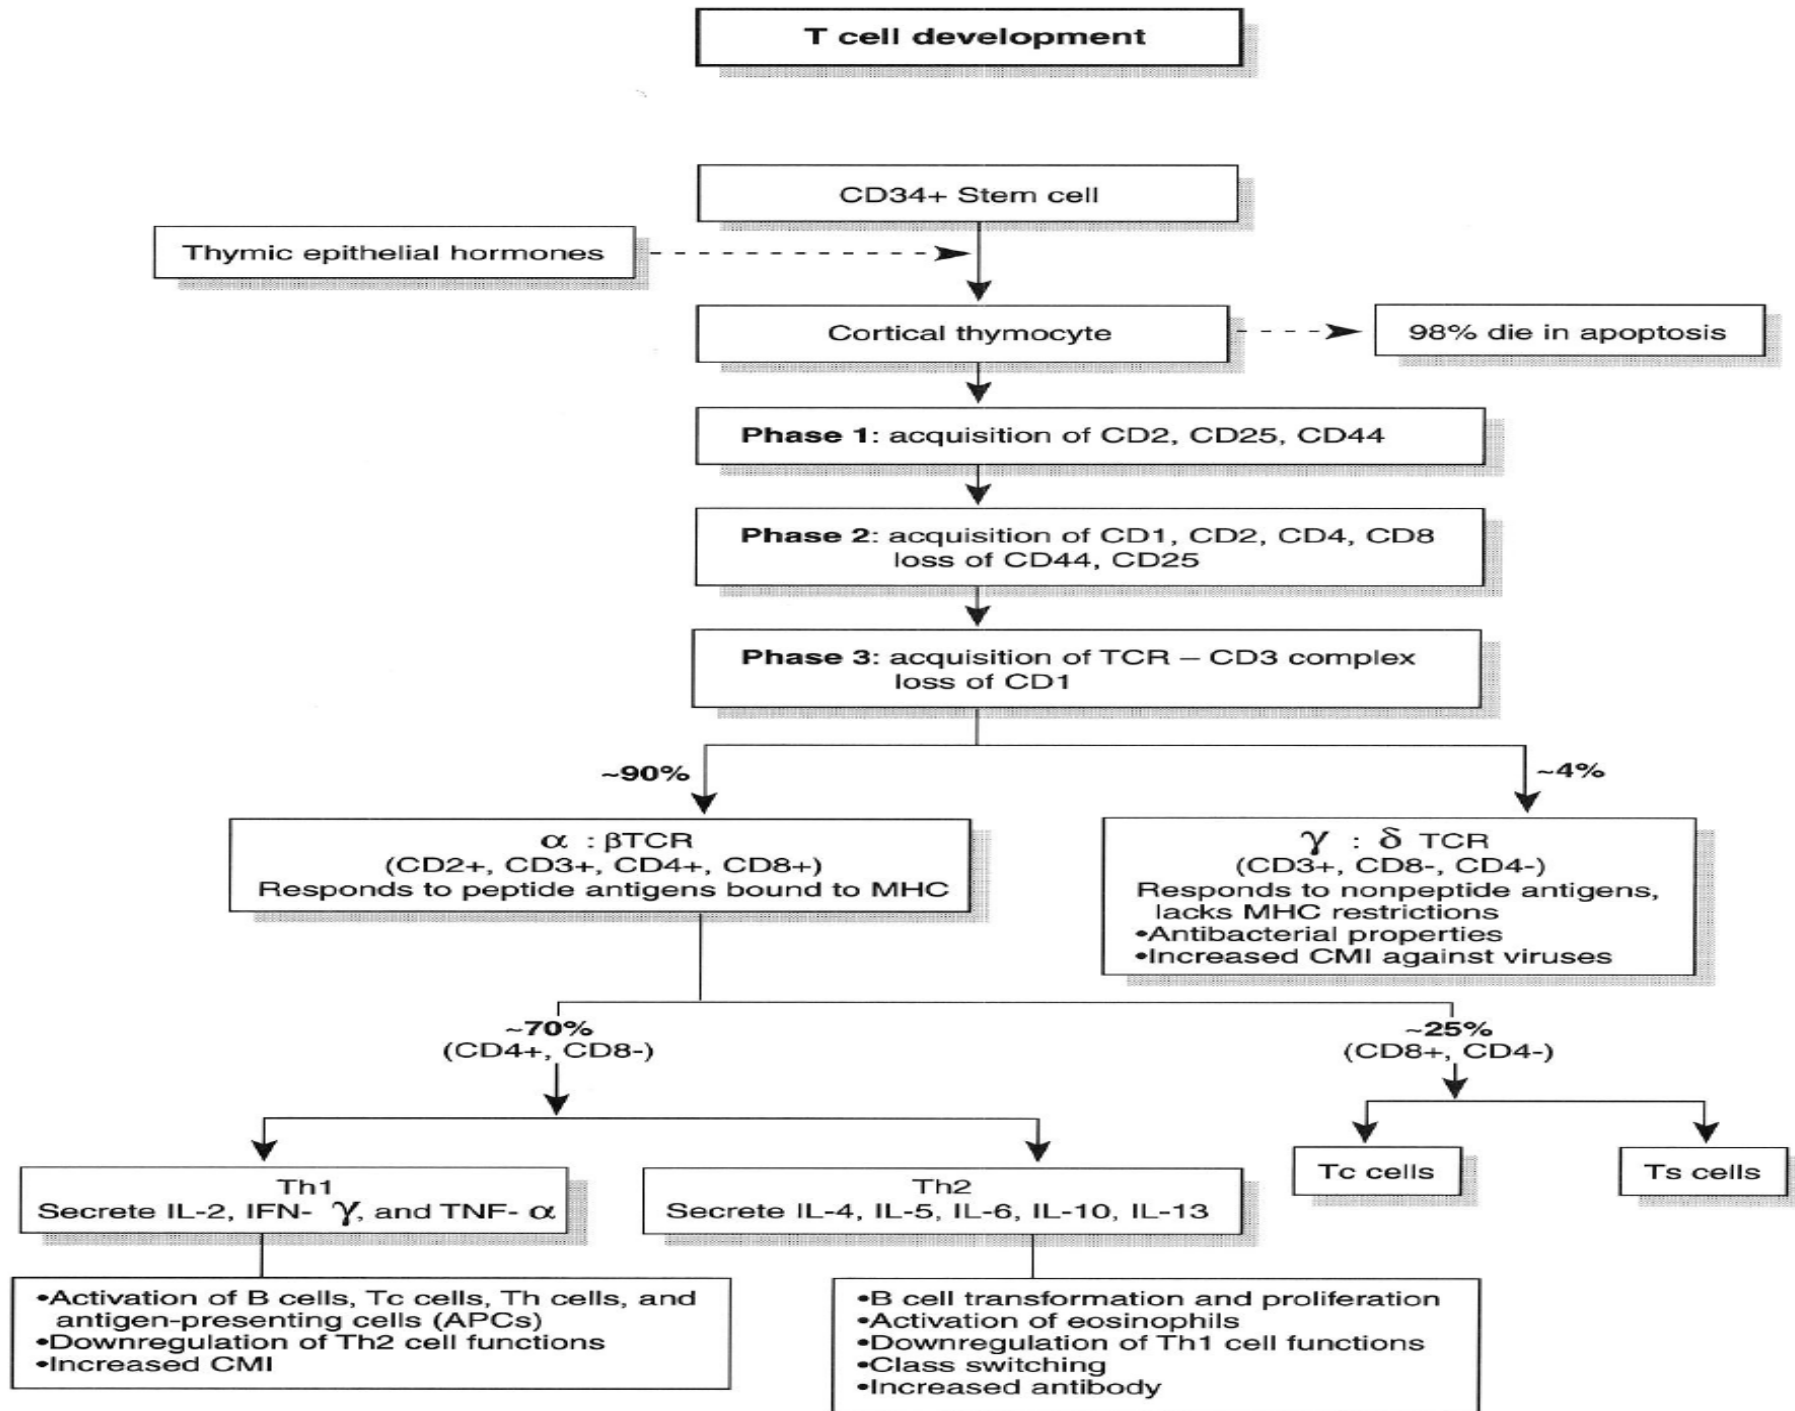 T cell development
CD34+ Stem cell
Thymic epithelial hormones
Cortical thymocyte
98% die in apoptosis
Phase 1: acquisition of CD2, CD25, CD44
Phase 2: acquisition of CD1, CD2, CD4, CD8
loss of CD44, CD25
Phase 3: acquisition of TCR – CD3 complex
loss of CD1
~90%
~4%
α : βTCR
(CD2+, CD3+, CD4+, CD8+)
Responds to peptide antigens bound to MHC
γ : δ TCR
(CD3+, CD8-, CD4-)
Responds to nonpeptide antigens,
lacks MHC restrictions
•Antibacterial properties
•Increased CMI against viruses
~70%
(CD4+, CD8-)
~25%
(CD8+, CD4-)
Th1
Secrete IL-2, IFN- γ, and TNF- α
Th2
Secrete IL-4, IL-5, IL-6, IL-10, IL-13
Tc cells
Ts cells
•Activation of B cells, Tc cells, Th cells, and
antigen-presenting cells (APCs)
•Downregulation of Th2 cell functions
•Increased CMI
•B cell transformation and proliferation
•Activation of eosinophils
•Downregulation of Th1 cell functions
•Class switching
•Increased antibody